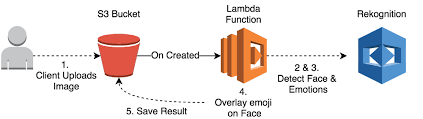 S3 Bucket
Lambda
Function
Rekognition
1.
Client Uploads
Image
On Created
2 & 3.
Detect Face &
Emotions
4.
Overlay emoji
on Face
5. Save Result